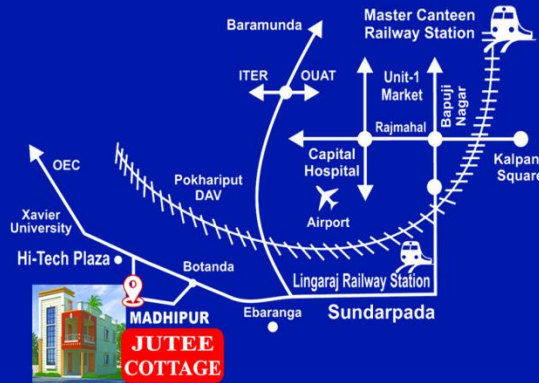 Master Canteen
Railway Station
Baramunda
ITER
OUAT
Unit-1
Market
Bapuji
Nagar
Rajmahal
OEC
Capital
Hospital
Kalpan
Square
Pokhariput
DAV
Airport
Xavier
University
Hi-Tech Plaza
Botanda
Lingaraj Railway Station
MADHIPUR
Ebaranga
Sundarpada
JUTEE
COTTAGE